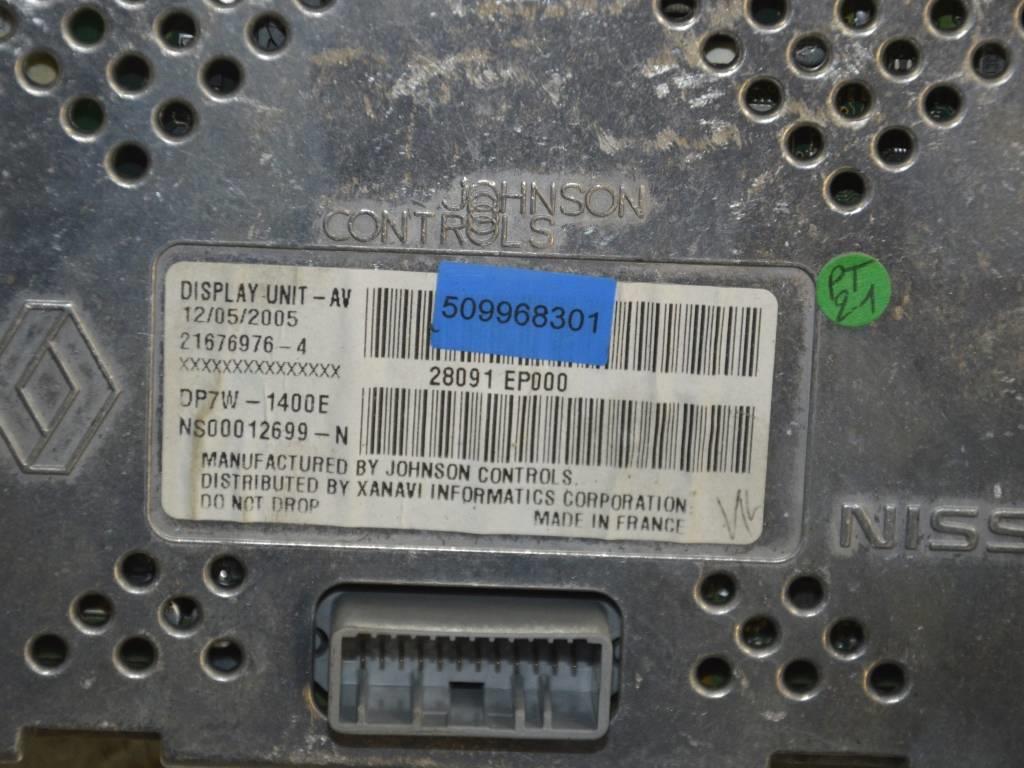 JOHNSON
CONTROLS
DISPLAY UNIT - AV
12/05/2005
21676976-4
XXXXXXXXXXXXXXX
DP7W - 1400E
NS00012699-N
509968301
28091 EP000
MANUFACTURED BY JOHNSON CONTROLS.
DISTRIBUTED BY XANAVI INFORMATICS CORPORATION
DO NOT DROP
MADE IN FRANCE
PT
21
NISS